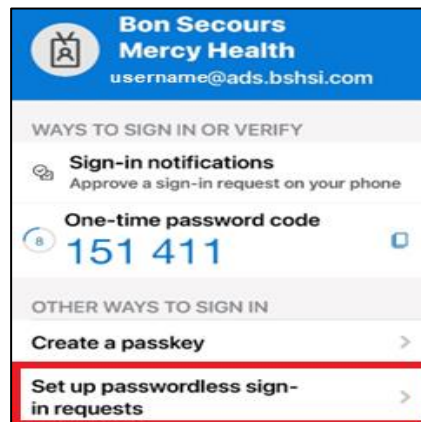 Bon Secours
Mercy Health
username@ads.bshsi.com
WAYS TO SIGN IN OR VERIFY
Sign-in notifications
Approve a sign-in request on your phone
One-time password code
8
151 411
OTHER WAYS TO SIGN IN
Create a passkey
Set up passwordless sign-
in requests